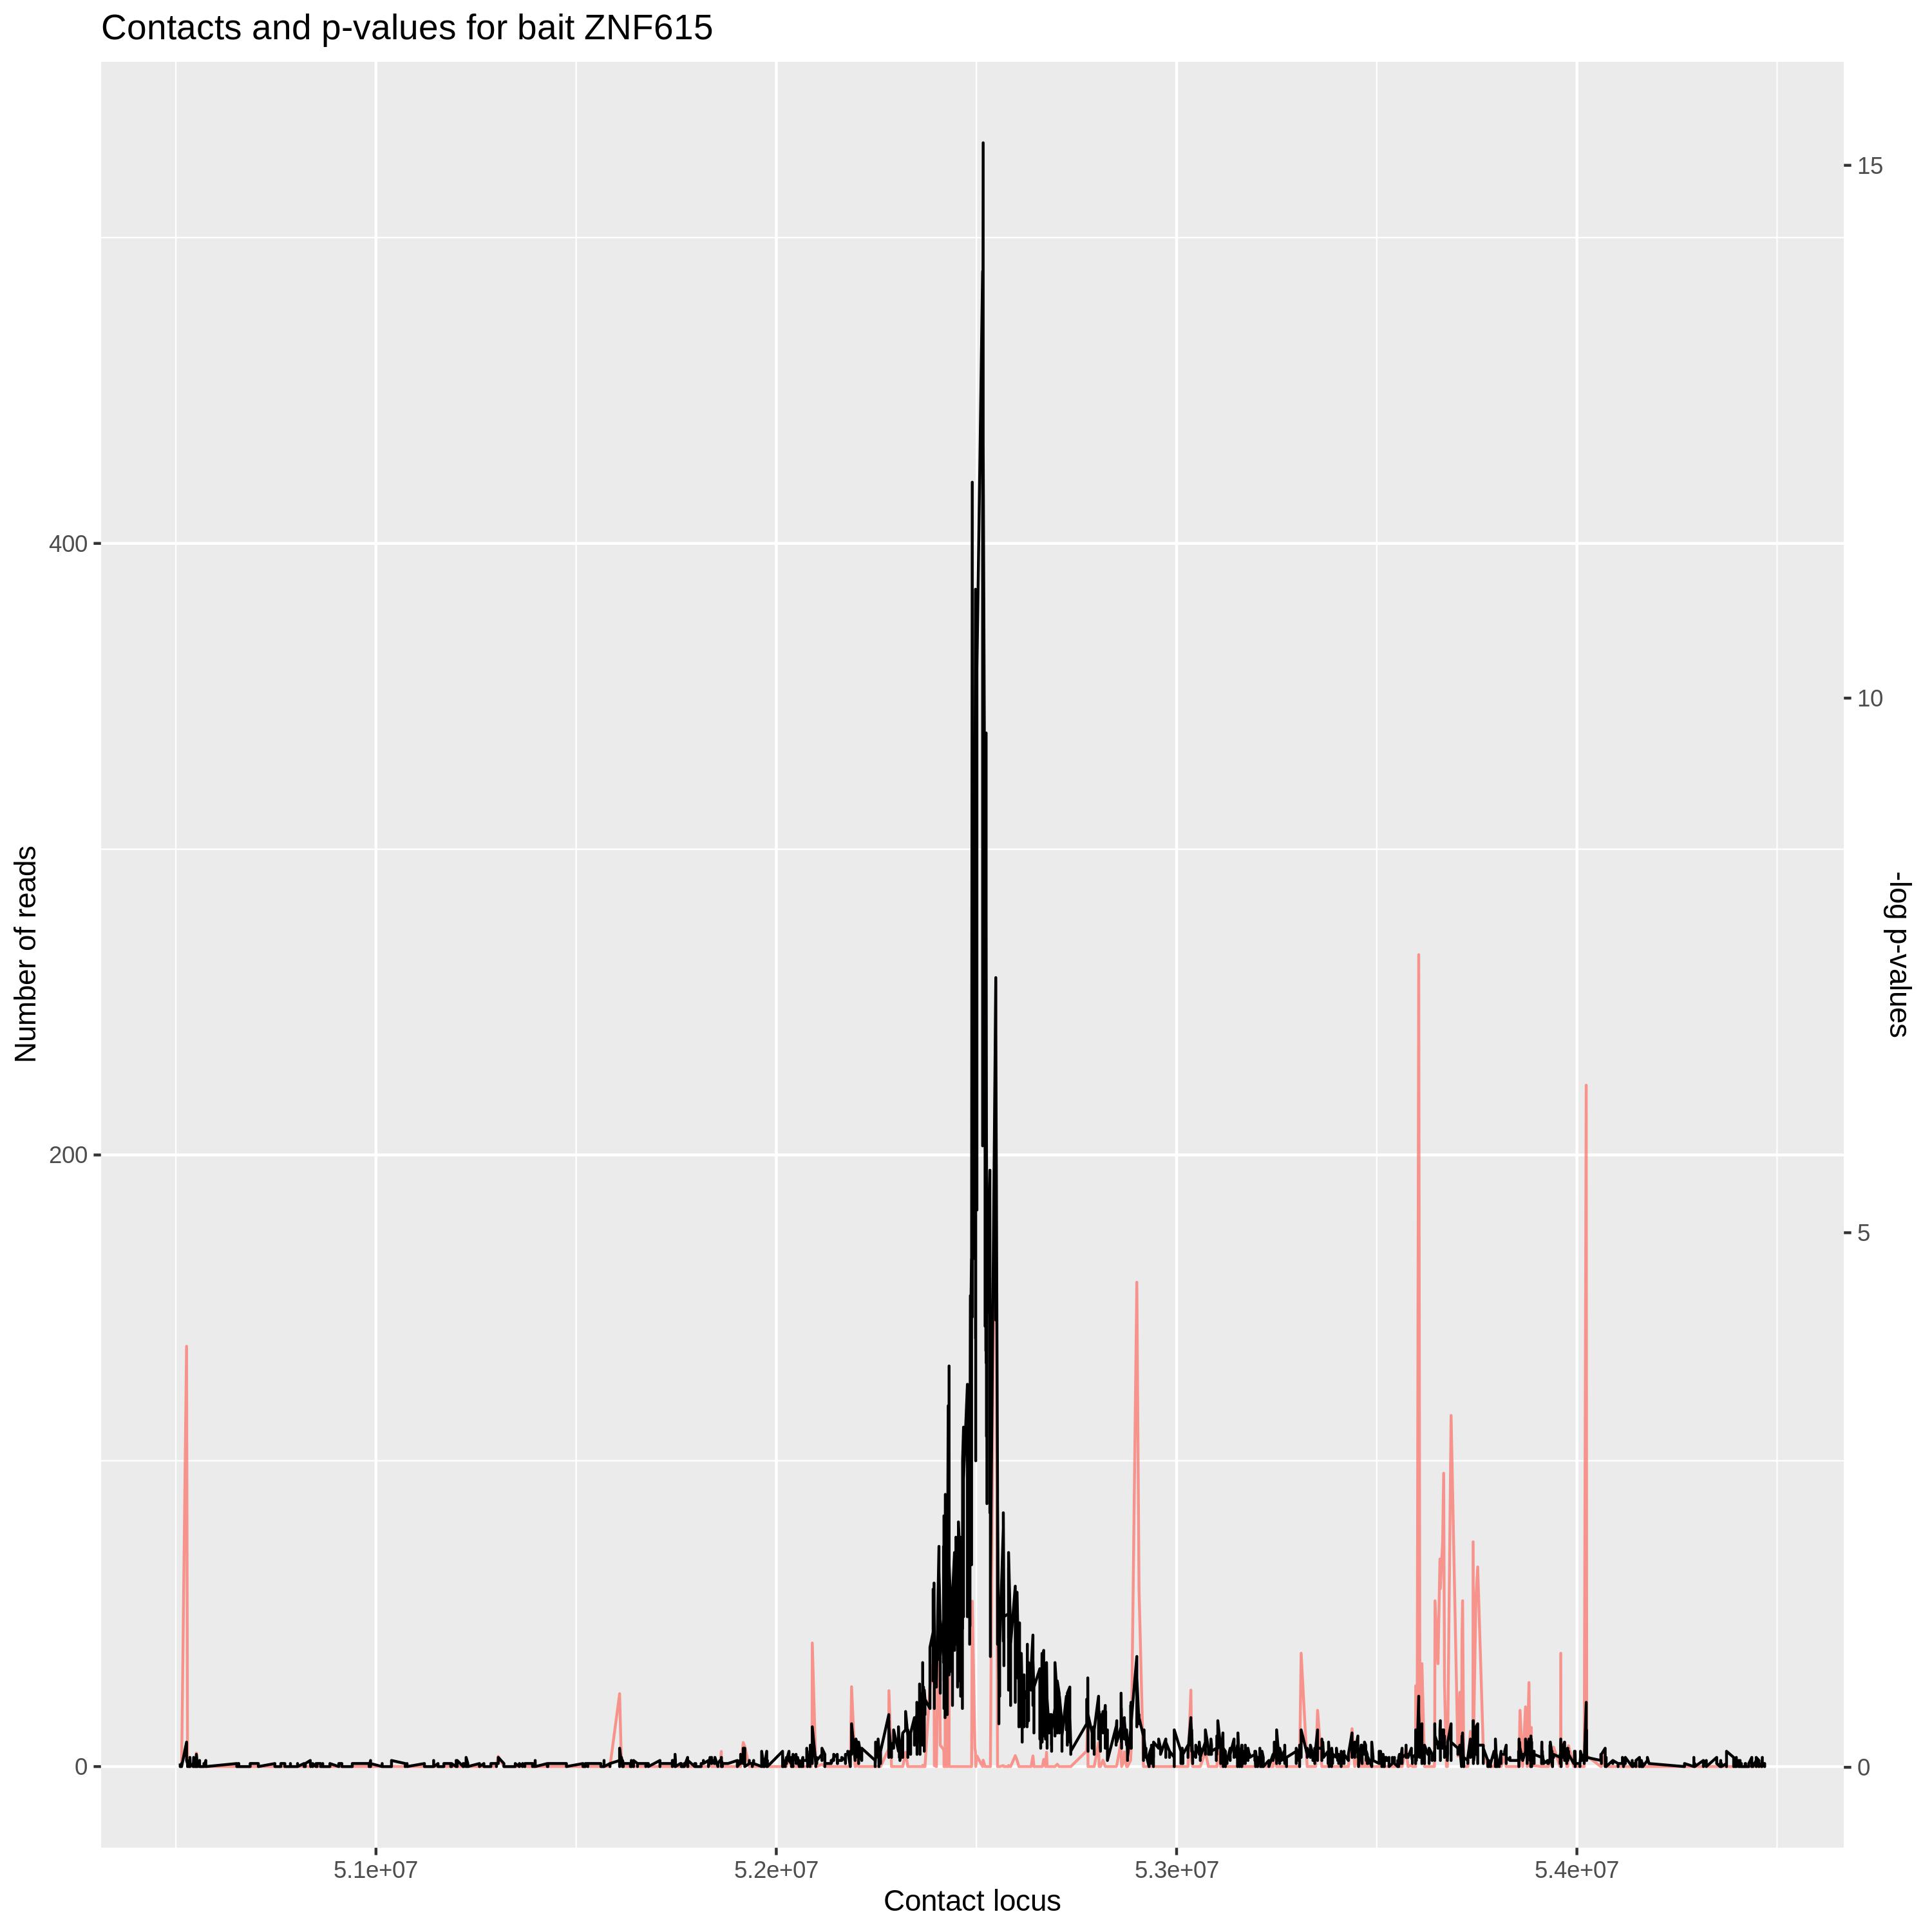 Contacts and p-values for bait ZNF615
Number of reads
400
200
0
15
10
5
0
-log p-values
5.1e+07 5.2e+07 5.3e+07 5.4e+07
Contact locus